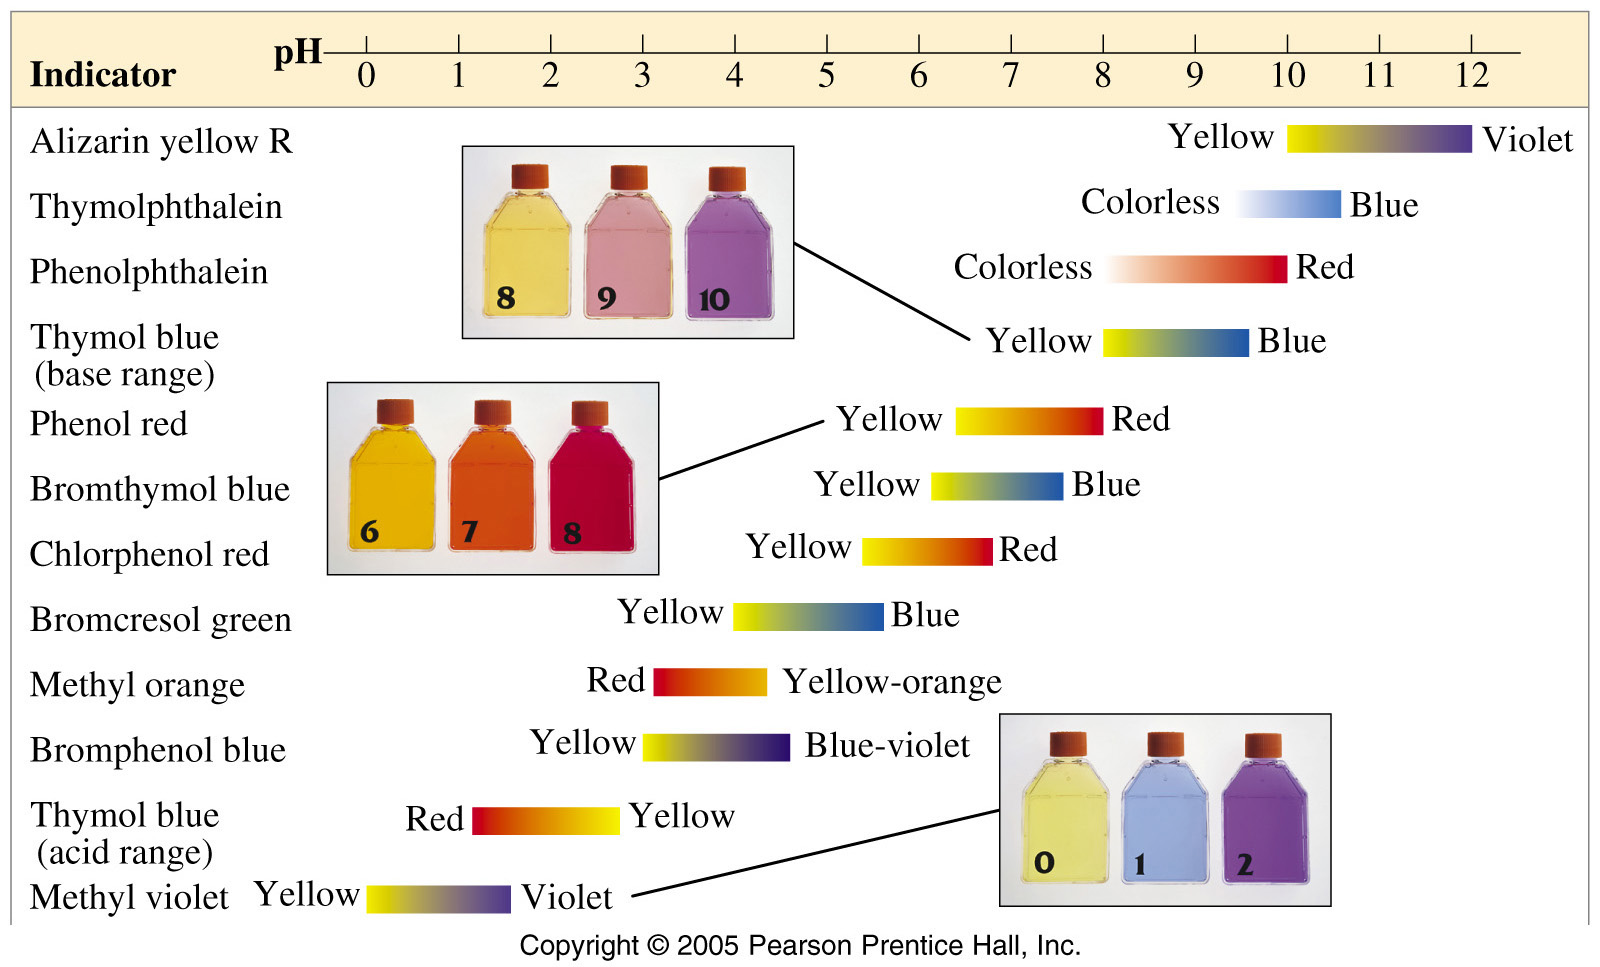 pH
0 1 2 3 4 5 6 7 8 9 10 11 12
Indicator
Alizarin yellow R
Yellow Violet
Thymolphthalein
Colorless Blue
Phenolphthalein
Colorless Red
8 9 10
Thymol blue
(base range)
Yellow Blue
Phenol red
Yellow Red
6 7 8
Bromthymol blue
Yellow Blue
Chlorphenol red
Yellow Red
Bromcresol green
Yellow Blue
Methyl orange
Red Yellow-orange
Bromphenol blue
Yellow Blue-violet
Thymol blue
(acid range)
Red Yellow
0 1 2
Methyl violet
Yellow Violet
Copyright © 2005 Pearson Prentice Hall, Inc.